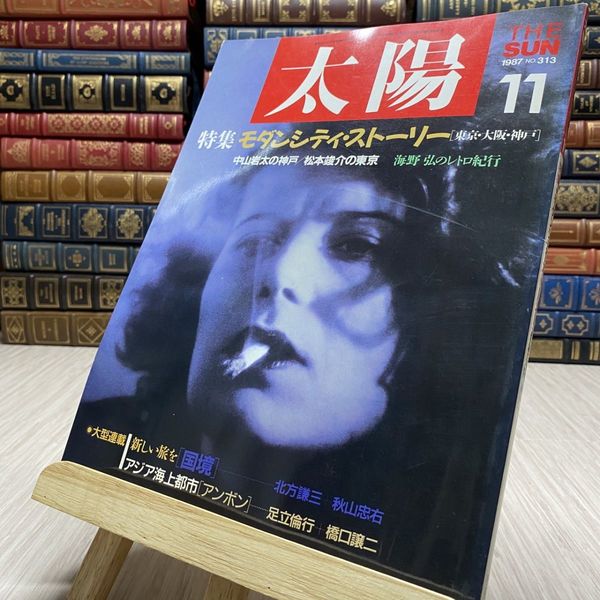 太陽
THE SUN
1987 NO.313
11
特集 モダンシティ・ストーリー[東京・大阪・神戸]
中山岩太の神戸/松本竣介の東京 海野 弘のレトロ紀行
●大型連載
新しい旅を[国境] 北方謙三 秋山忠右
アジア海上都市[アンボン] 足立倫行+橋口譲二